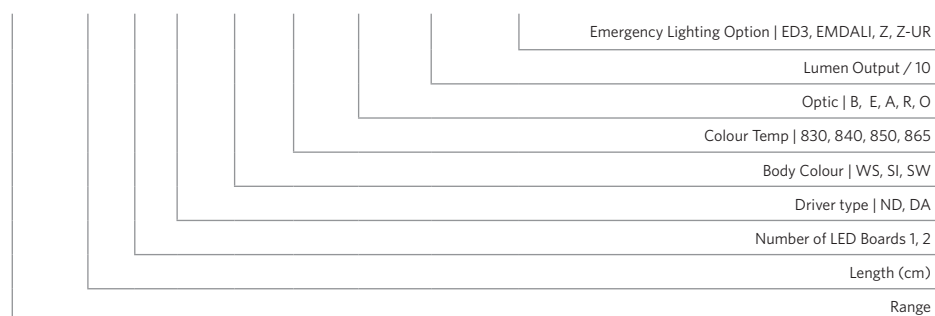 Emergency Lighting Option | ED3, EMDALI, Z, Z-UR
Lumen Output / 10
Optic | B, E, A, R, O
Colour Temp | 830, 840, 850, 865
Body Colour | WS, SI, SW
Driver type | ND, DA
Number of LED Boards 1, 2
Length (cm)
Range